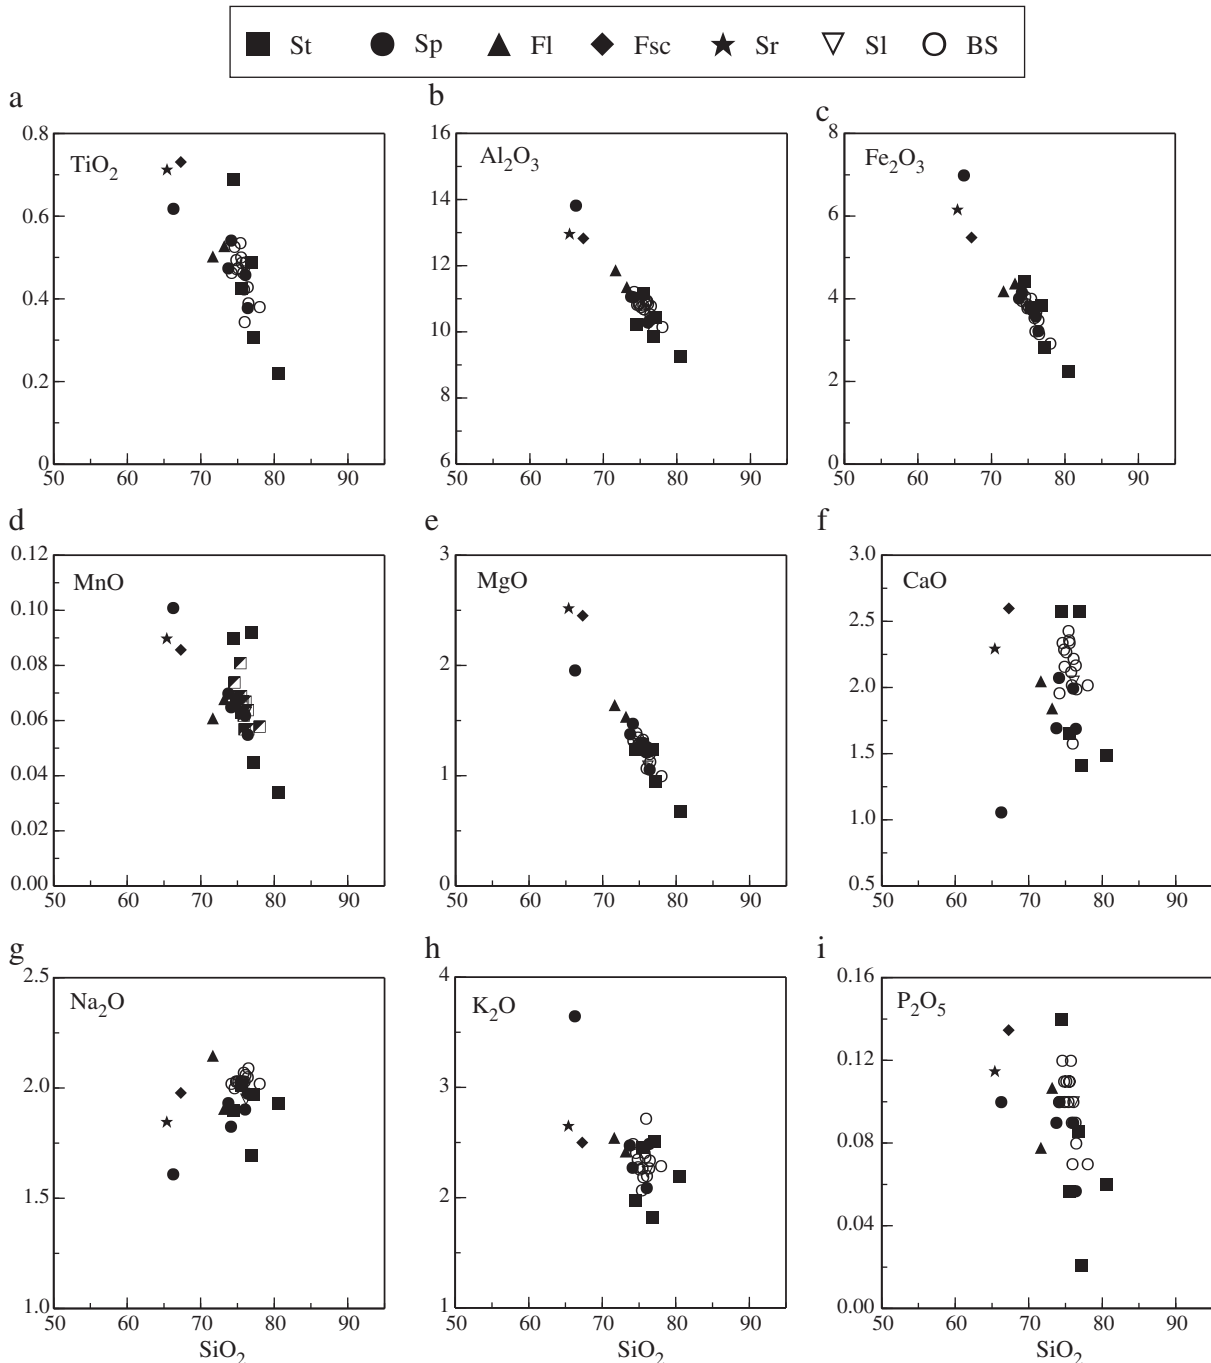 St Sp Fl Fsc Sr Sl BS
a b c
TiO2 Al2O3 Fe2O3
0.8
0.6
0.4
0.2
0
50 60 70 80 90
16
14
12
10
8
6
50 60 70 80 90
8
6
4
2
0
50 60 70 80 90
d e f
MnO MgO CaO
0.12
0.10
0.08
0.06
0.04
0.02
0.00
50 60 70 80 90
3
2
1
0
50 60 70 80 90
3.0
2.5
2.0
1.5
1.0
0.5
50 60 70 80 90
g h i
Na2O K2O P2O5
2.5
2.0
1.5
1.0
50 60 70 80 90
SiO2
4
3
2
1
50 60 70 80 90
SiO2
0.16
0.12
0.08
0.04
0.00
50 60 70 80 90
SiO2